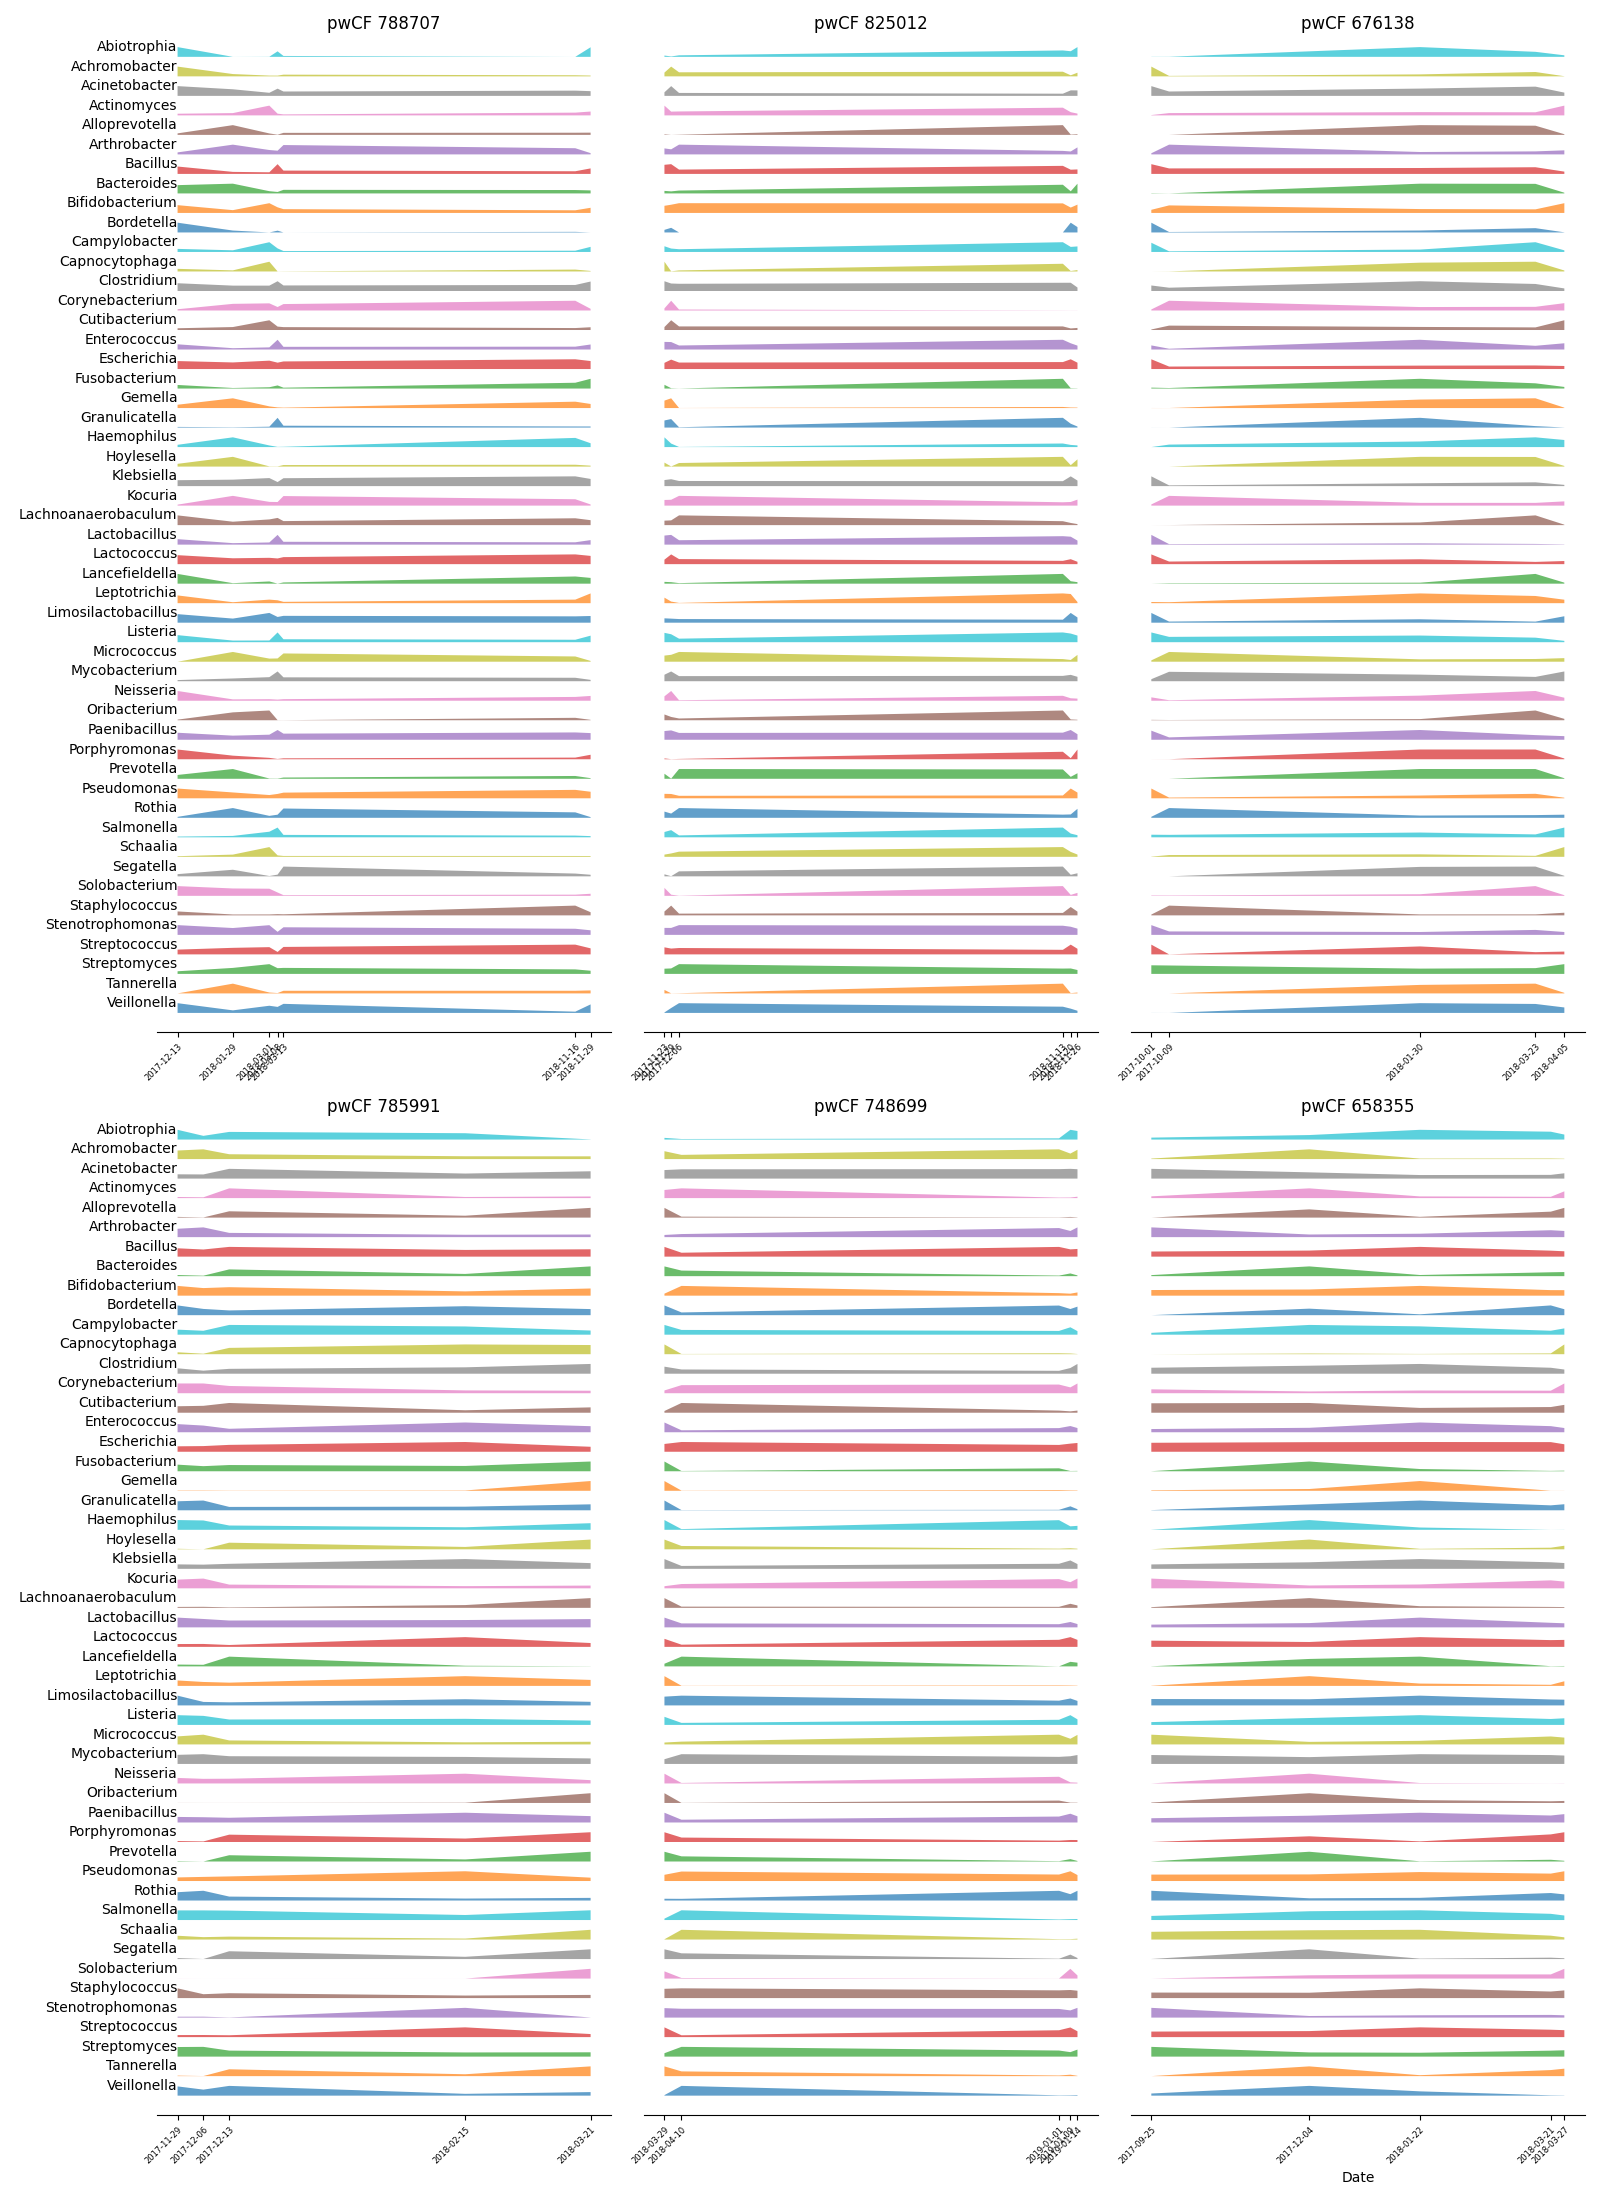 pwCF 788707
pwCF 825012
pwCF 676138
Abiotrophia
Achromobacter
Acinetobacter
Actinomyces
Alloprevotella
Arthrobacter
Bacillus
Bacteroides
Bifidobacterium
Bordetella
Campylobacter
Capnocytophaga
Clostridium
Corynebacterium
Cutibacterium
Enterococcus
Escherichia
Fusobacterium
Gemella
Granulicatella
Haemophilus
Hoylesella
Klebsiella
Kocuria
Lachnoanaerobaculum
Lactobacillus
Lactococcus
Lancefieldella
Leptotrichia
Limosilactobacillus
Listeria
Micrococcus
Mycobacterium
Neisseria
Oribacterium
Paenibacillus
Porphyromonas
Prevotella
Pseudomonas
Rothia
Salmonella
Schaalia
Segatella
Solobacterium
Staphylococcus
Stenotrophomonas
Streptococcus
Streptomyces
Tannerella
Veillonella
2017-12-13
2018-01-29
2018-03-01
2018-03-13
2018-11-16
2018-11-29
2017-11-23
2017-12-06
2018-11-13
2018-11-26
2017-10-01
2017-10-09
2018-01-30
2018-03-23
2018-04-05
pwCF 785991
pwCF 748699
pwCF 658355
Abiotrophia
Achromobacter
Acinetobacter
Actinomyces
Alloprevotella
Arthrobacter
Bacillus
Bacteroides
Bifidobacterium
Bordetella
Campylobacter
Capnocytophaga
Clostridium
Corynebacterium
Cutibacterium
Enterococcus
Escherichia
Fusobacterium
Gemella
Granulicatella
Haemophilus
Hoylesella
Klebsiella
Kocuria
Lachnoanaerobaculum
Lactobacillus
Lactococcus
Lancefieldella
Leptotrichia
Limosilactobacillus
Listeria
Micrococcus
Mycobacterium
Neisseria
Oribacterium
Paenibacillus
Porphyromonas
Prevotella
Pseudomonas
Rothia
Salmonella
Schaalia
Segatella
Solobacterium
Staphylococcus
Stenotrophomonas
Streptococcus
Streptomyces
Tannerella
Veillonella
2017-11-29
2017-12-06
2017-12-13
2018-02-15
2018-03-21
2018-03-29
2018-04-10
2019-01-01
2019-01-14
2017-09-25
2017-12-04
2018-01-22
2018-03-21
2018-03-27
Date